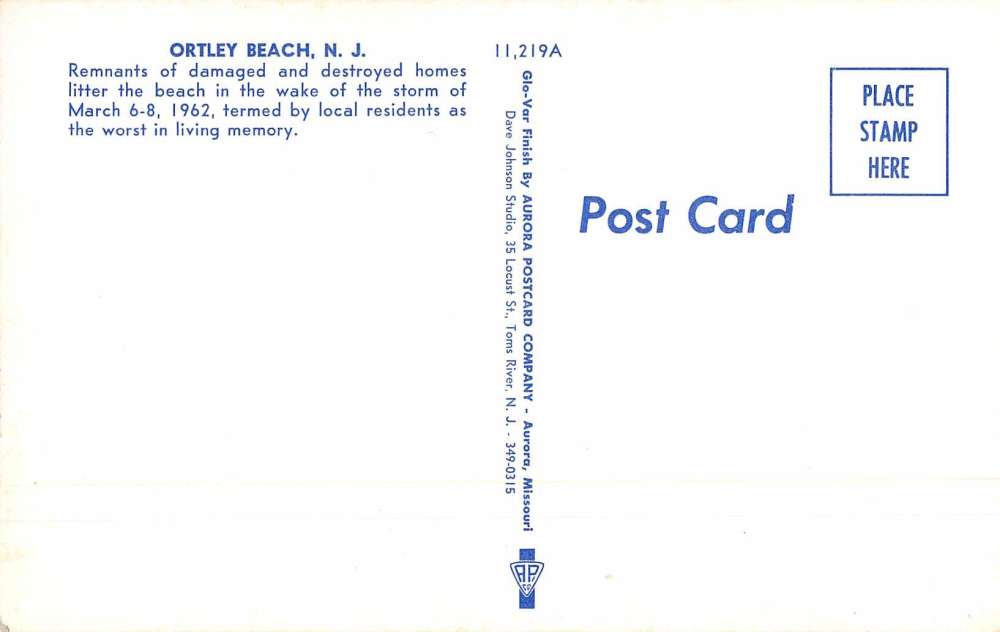 ORTLEY BEACH, N. J.
Remnants of damaged and destroyed homes
litter the beach in the wake of the storm of
March 6-8, 1962, termed by local residents as
the worst in living memory.
11,219A
Glo-Var Finish By AURORA POSTCARD COMPANY - Aurora, Missouri
Dave Johnson Studio, 35 Locust St., Toms River, N. J. - 349-0315
APCO
Post Card
PLACE
STAMP
HERE